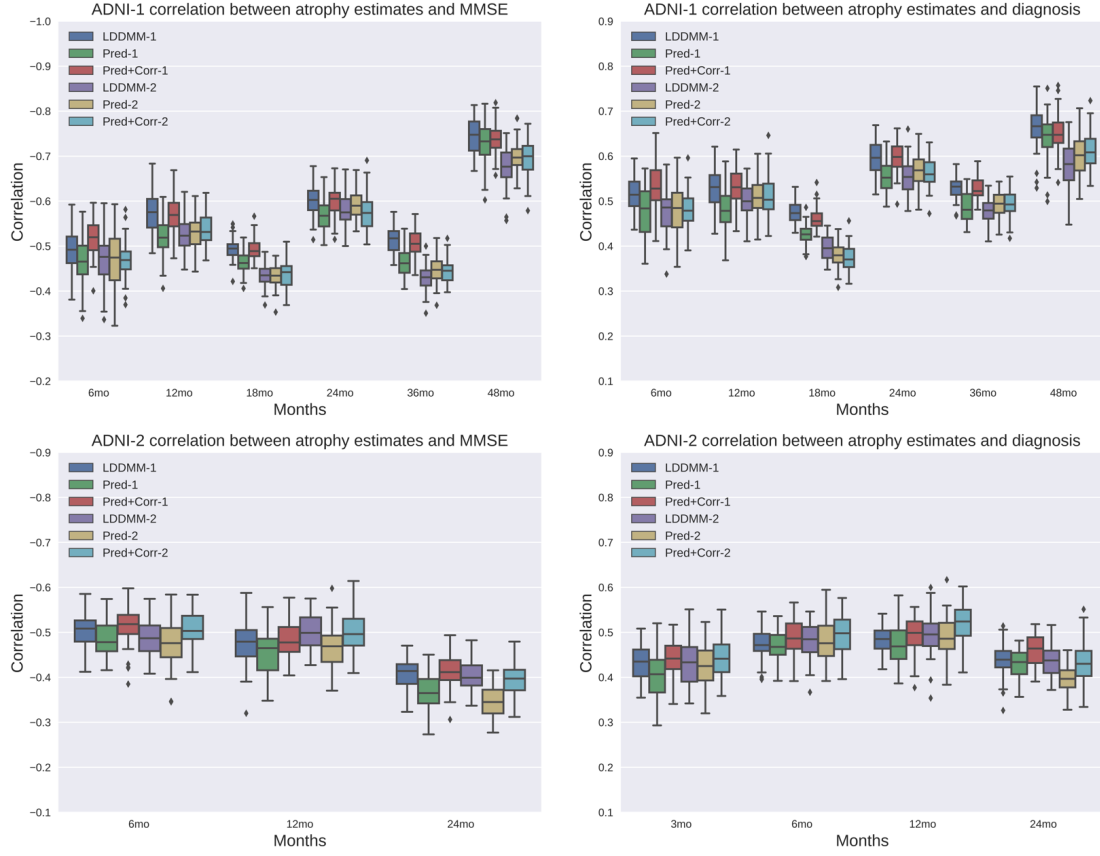 ADNI-1 correlation between atrophy estimates and MMSE
−1.0
−0.9
−0.8
−0.7
−0.6
−0.5
−0.4
−0.3
−0.2
Correlation
LDDMM-1
Pred-1
Pred+Corr-1
LDDMM-2
Pred-2
Pred+Corr-2
6mo 12mo 18mo 24mo 36mo 48mo
Months
ADNI-1 correlation between atrophy estimates and diagnosis
0.9
0.8
0.7
0.6
0.5
0.4
0.3
0.2
0.1
Correlation
LDDMM-1
Pred-1
Pred+Corr-1
LDDMM-2
Pred-2
Pred+Corr-2
6mo 12mo 18mo 24mo 36mo 48mo
Months
ADNI-2 correlation between atrophy estimates and MMSE
−0.9
−0.8
−0.7
−0.6
−0.5
−0.4
−0.3
−0.2
−0.1
Correlation
LDDMM-1
Pred-1
Pred+Corr-1
LDDMM-2
Pred-2
Pred+Corr-2
6mo 12mo 24mo
Months
ADNI-2 correlation between atrophy estimates and diagnosis
0.9
0.8
0.7
0.6
0.5
0.4
0.3
0.2
0.1
Correlation
LDDMM-1
Pred-1
Pred+Corr-1
LDDMM-2
Pred-2
Pred+Corr-2
3mo 6mo 12mo 24mo
Months